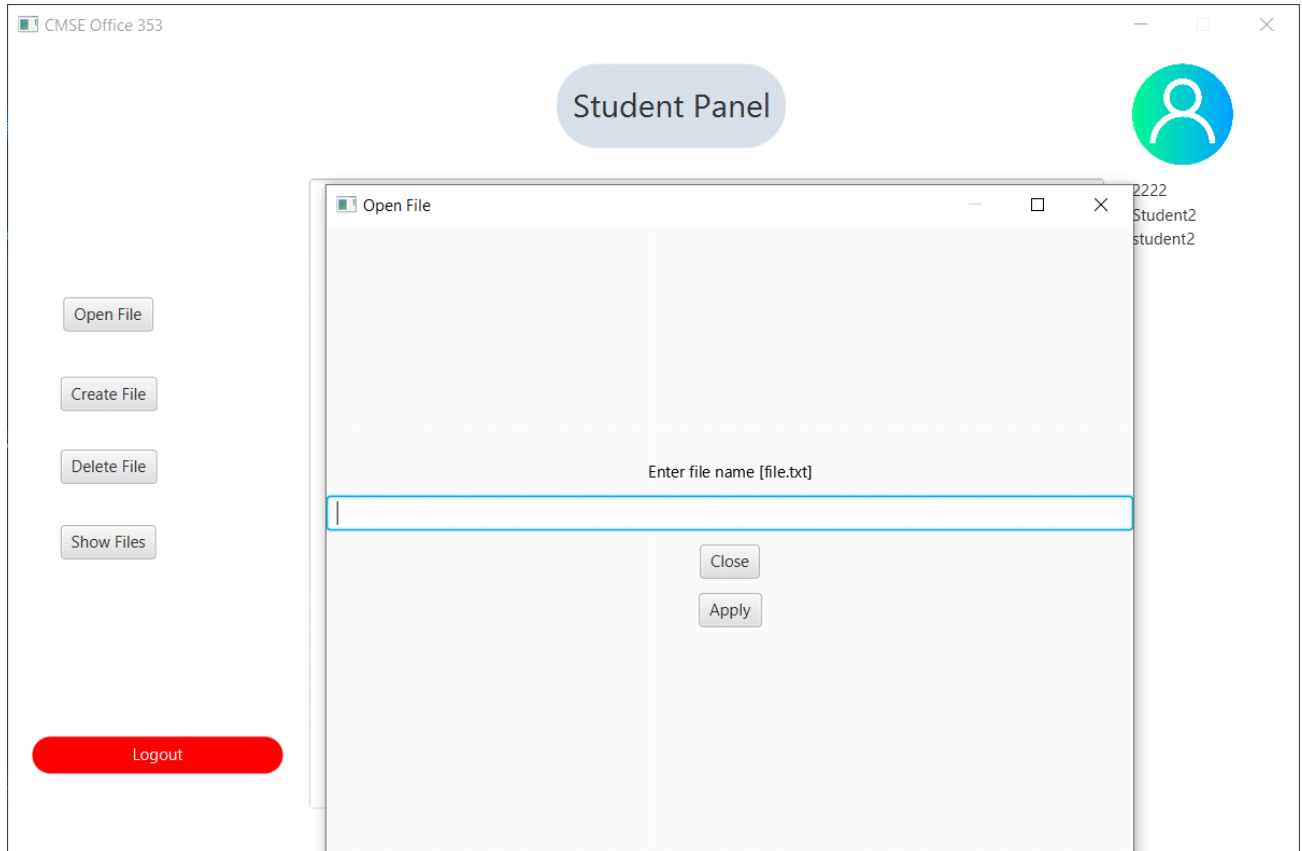 CMSE Office 353
Student Panel
2222
Student2
student2
Open File
Open File
Create File
Delete File
Show Files
Enter file name [file.txt]
Close
Apply
Logout